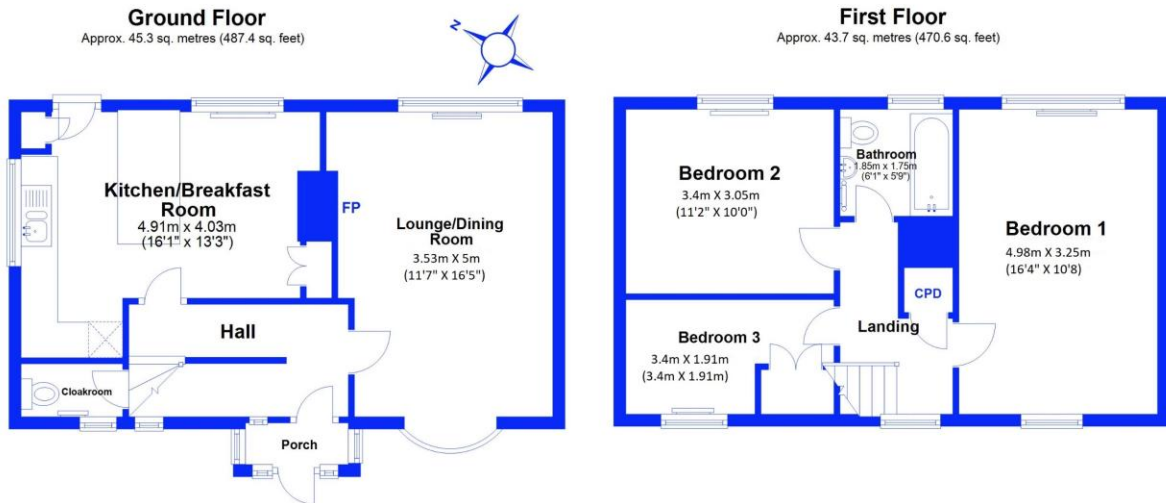 Ground Floor
Approx. 45.3 sq. metres (487.4 sq. feet)
N
Kitchen/Breakfast
Room
4.91m x 4.03m
(16'1" x 13'3")
FP
Lounge/Dining
Room
3.53m X 5m
(11'7" X 16'5")
Hall
Cloakroom
Porch
First Floor
Approx. 43.7 sq. metres (470.6 sq. feet)
Bedroom 2
3.4m X 3.05m
(11'2" X 10'0")
Bathroom
1.85m x 1.75m
(6'1" x 5'9")
Bedroom 1
4.98m X 3.25m
(16'4" X 10'8)
CPD
Landing
Bedroom 3
3.4m X 1.91m
(3.4m X 1.91m)